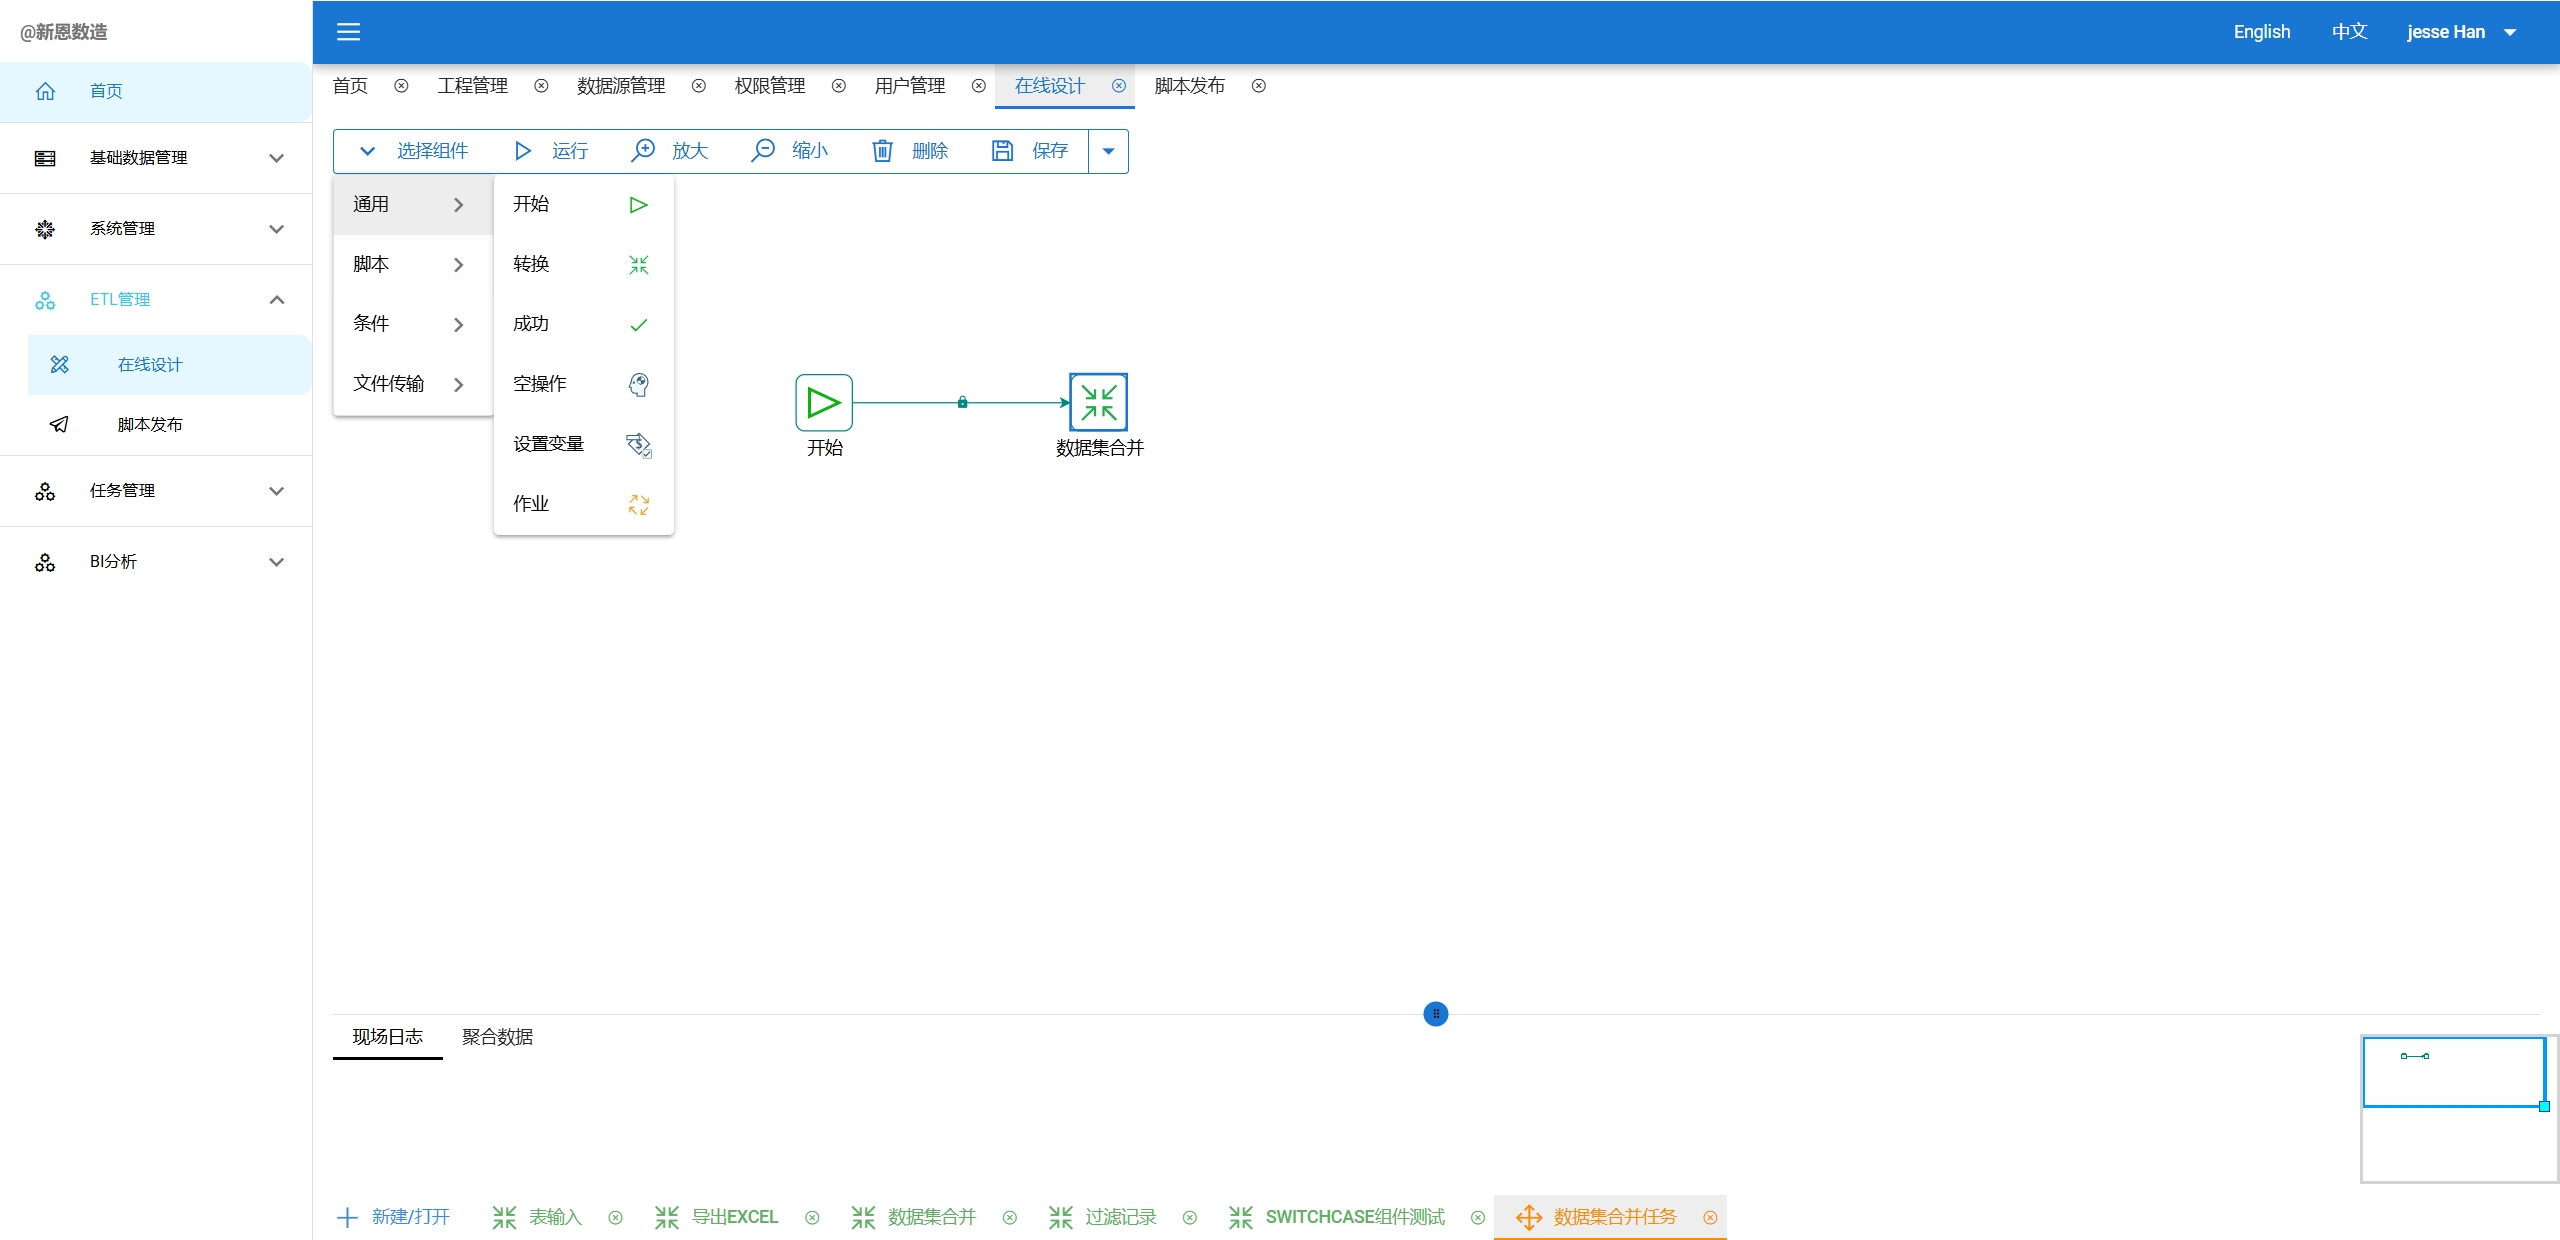 @新恩数造
English 中文 jesse Han
首页
基础数据管理
系统管理
ETL管理
在线设计
脚本发布
任务管理
BI分析
首页 工程管理 数据源管理 权限管理 用户管理 在线设计 脚本发布
选择组件 运行 放大 缩小 删除 保存
通用
脚本
条件
文件传输
开始
转换
成功
空操作
设置变量
作业
开始 数据集合并
现场日志 聚合数据
新建/打开 表输入 导出EXCEL 数据集合并 过滤记录 SWITCHCASE组件测试 数据集合并任务